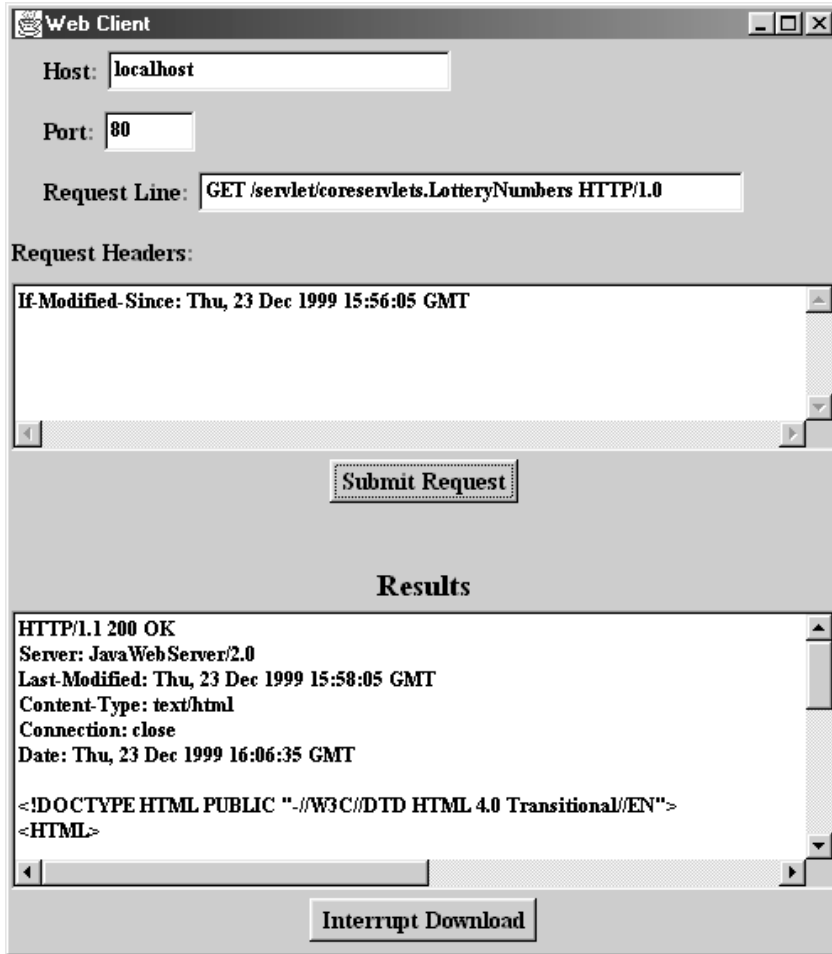 Web Client
Host: localhost
Port: 80
Request Line: GET /servlet/coreservlets.LotteryNumbers HTTP/1.0
Request Headers:
If-Modified-Since: Thu, 23 Dec 1999 15:56:05 GMT
Submit Request
Results
HTTP/1.1 200 OK
Server: JavaWebServer/2.0
Last-Modified: Thu, 23 Dec 1999 15:58:05 GMT
Content-Type: text/html
Connection: close
Date: Thu, 23 Dec 1999 16:06:35 GMT
<!DOCTYPE HTML PUBLIC "-//W3C//DTD HTML 4.0 Transitional//EN">
<HTML>
Interrupt Download